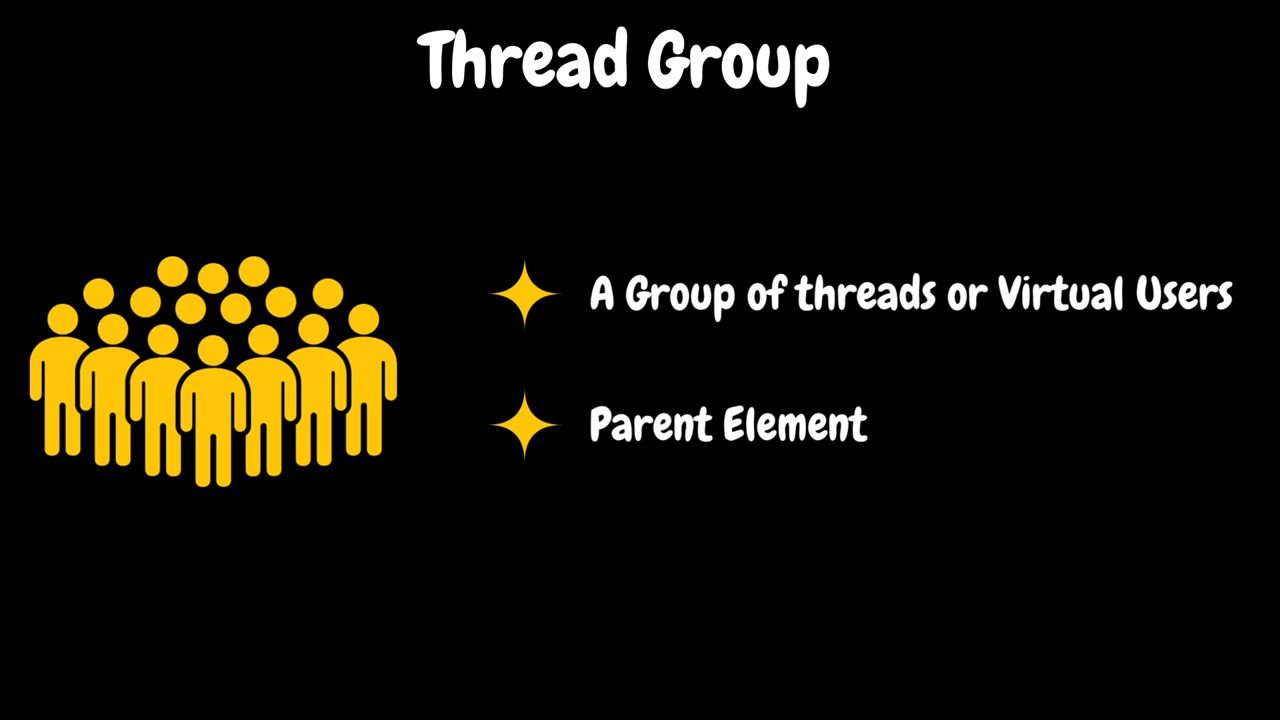 Thread Group
A Group of threads or Virtual Users
Parent Element